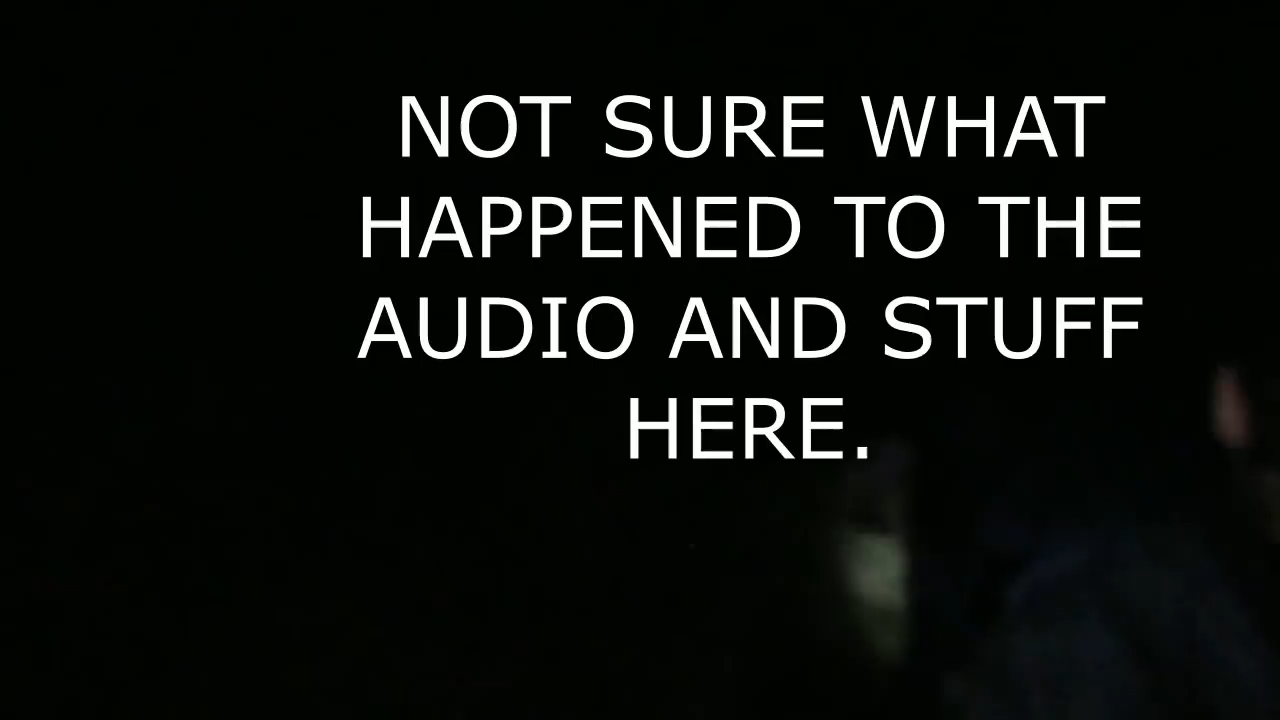 NOT SURE WHAT
HAPPENED TO THE
AUDIO AND STUFF
HERE.